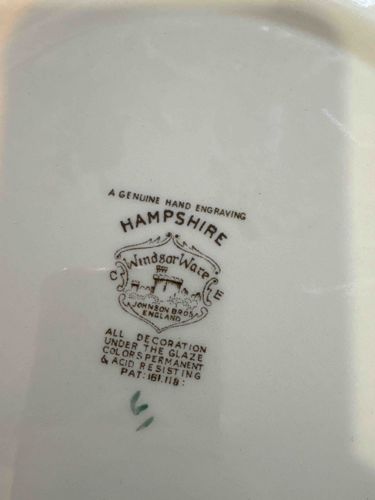 A GENUINE HAND ENGRAVING
HAMPSHIRE
Windsor Ware
C E
JOHNSON BROS
ENGLAND
ALL DECORATION
UNDER THE GLAZE
COLORS PERMANENT
& ACID RESISTING
PAT: 161.118: